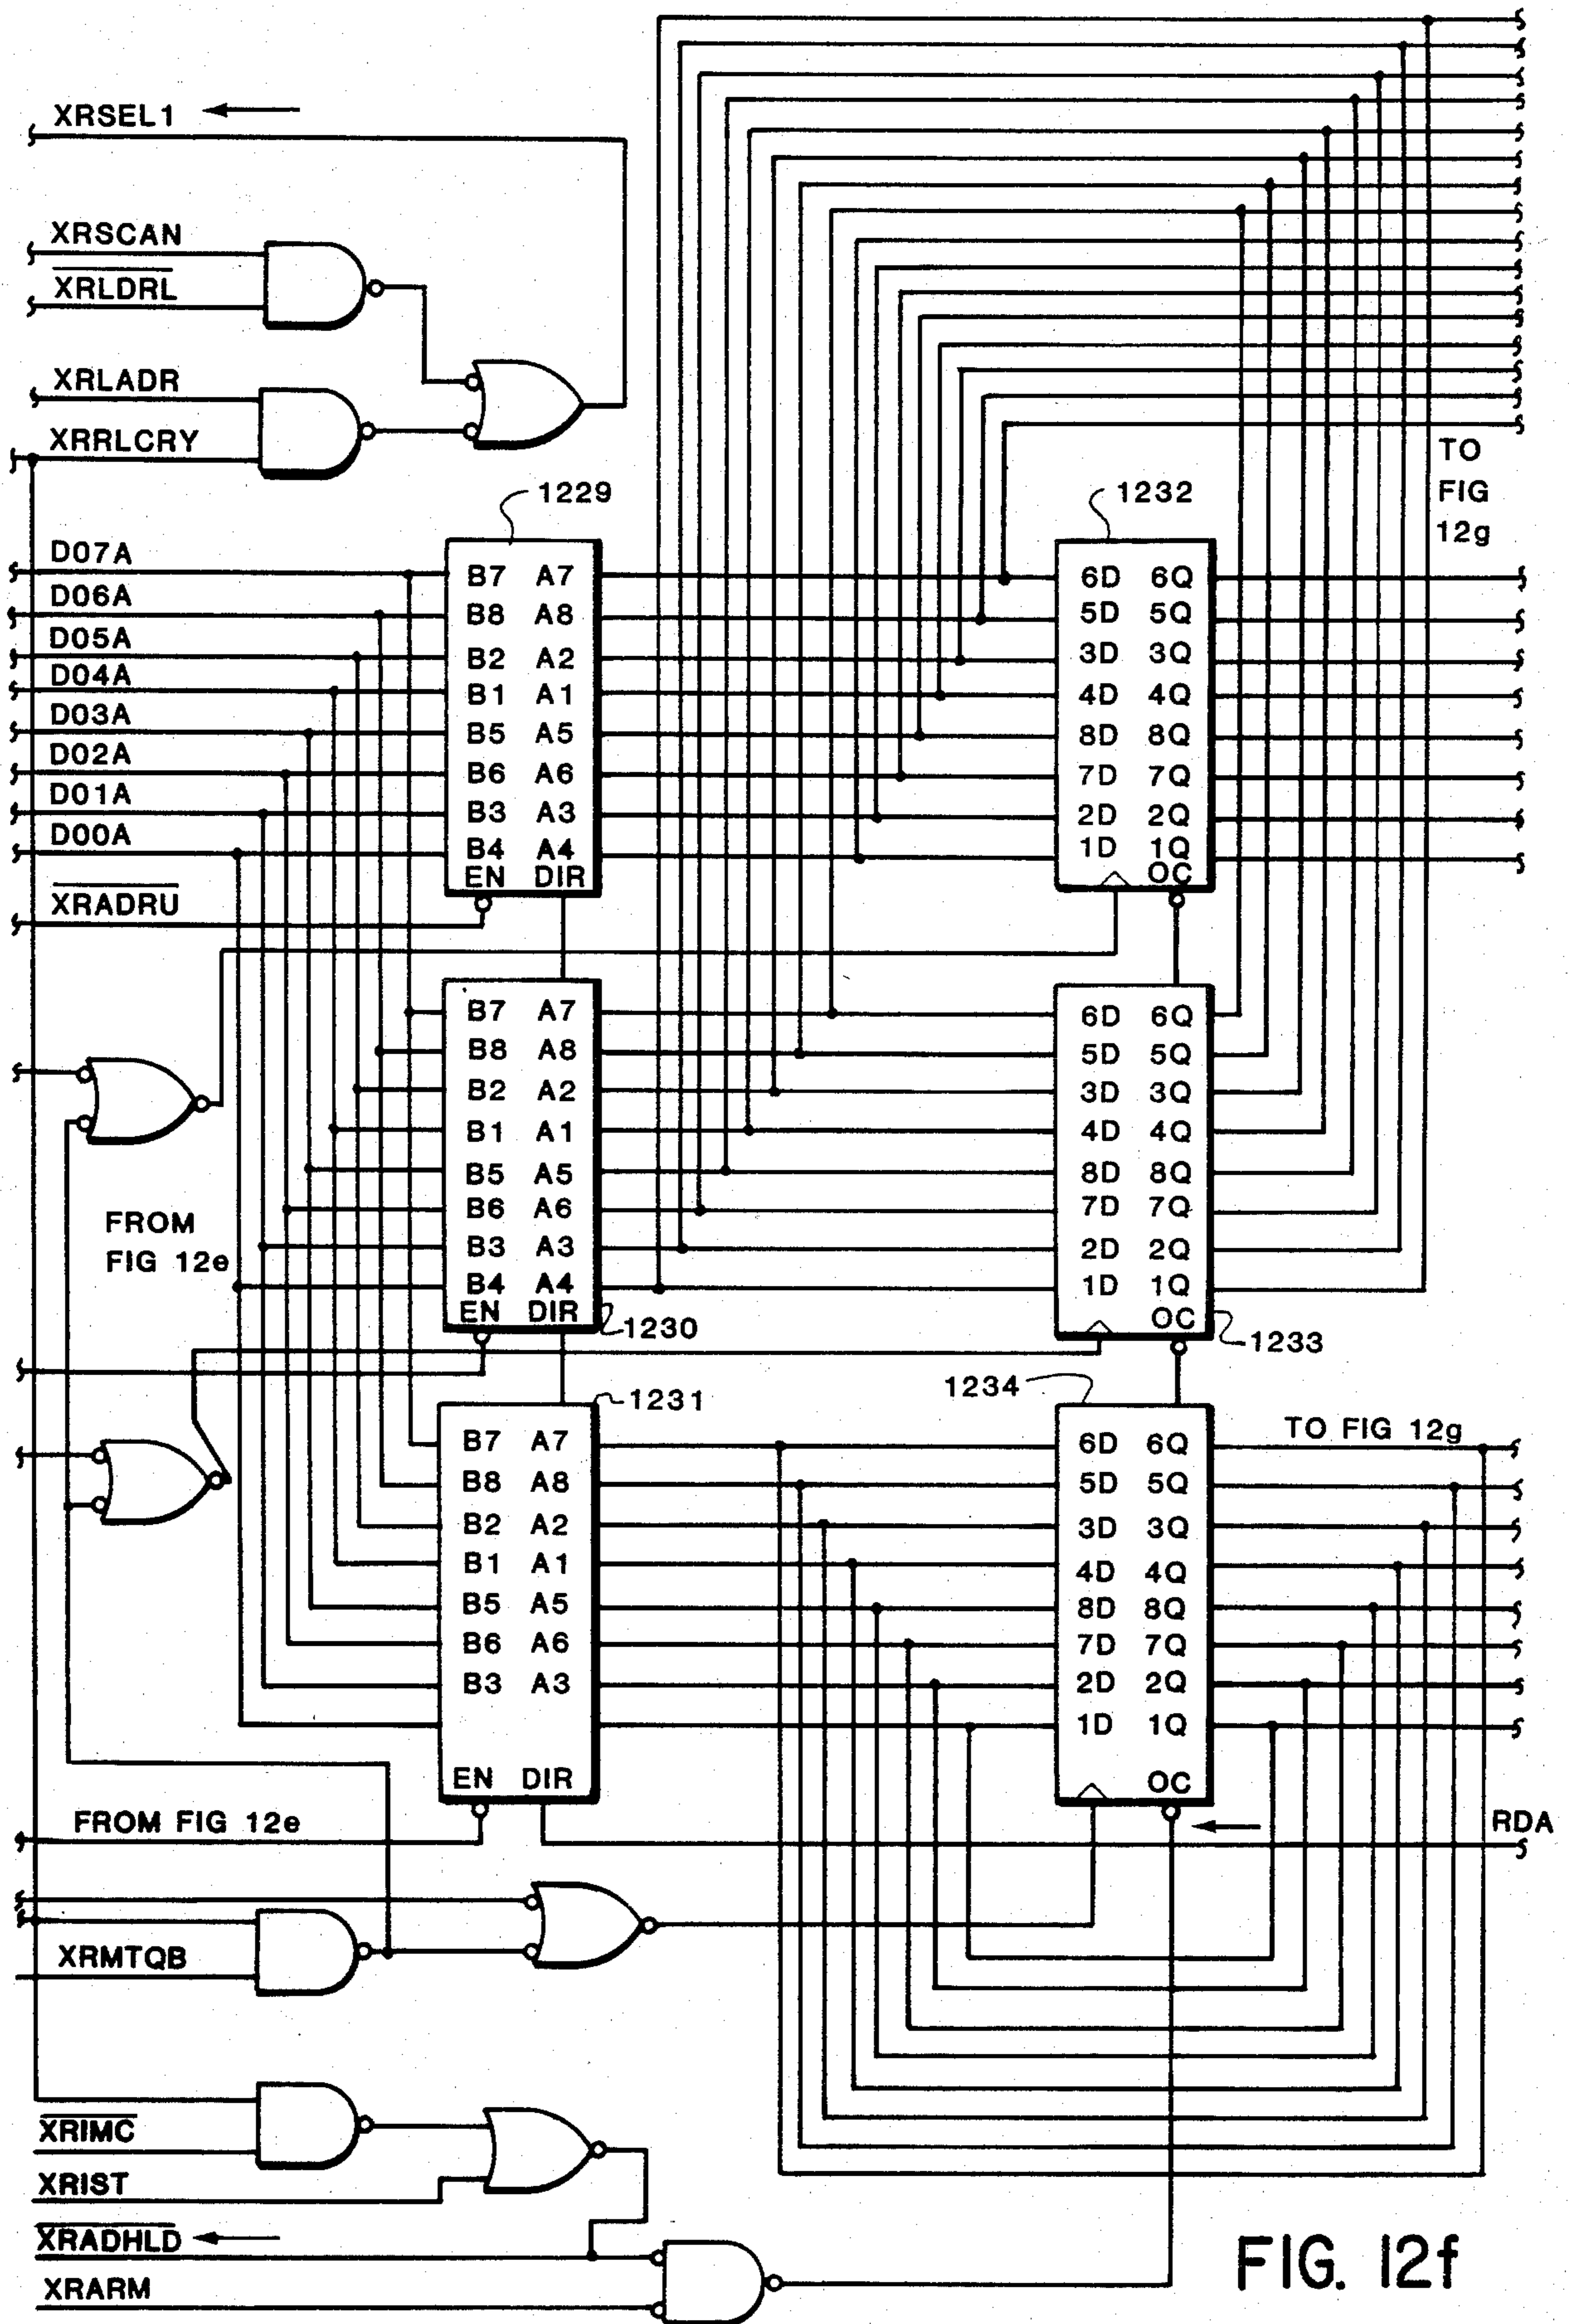 XRSEL1
XRSCAN
XRLDRL
XRLADR
XRRLCRY
TO
FIG
12g
1229
1232
D07A
D06A
D05A
D04A
D03A
D02A
D01A
D00A
XRADRU
B7 A7
B8 A8
B2 A2
B1 A1
B5 A5
B6 A6
B3 A3
B4 A4
EN DIR
6D 6Q
5D 5Q
3D 3Q
4D 4Q
8D 8Q
7D 7Q
2D 2Q
1D 1Q
OC
FROM
FIG 12e
B7 A7
B8 A8
B2 A2
B1 A1
B5 A5
B6 A6
B3 A3
B4 A4
EN DIR
1230
6D 6Q
5D 5Q
3D 3Q
4D 4Q
8D 8Q
7D 7Q
2D 2Q
1D 1Q
OC
1233
1231
1234
B7 A7
B8 A8
B2 A2
B1 A1
B5 A5
B6 A6
B3 A3
EN DIR
6D 6Q
5D 5Q
3D 3Q
4D 4Q
8D 8Q
7D 7Q
2D 2Q
1D 1Q
OC
TO FIG 12g
FROM FIG 12e
RDA
XRMTQB
XRIMC
XRIST
XRADHLD
XRARM
FIG. 12f